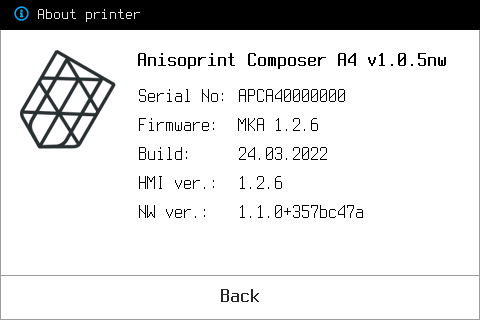 About printer
Anisoprint Composer A4 v1.0.5nw
Serial No: APCA40000000
Firmware: MKA 1.2.6
Build: 24.03.2022
HMI ver.: 1.2.6
NW ver.: 1.1.0+357bc47a
Back